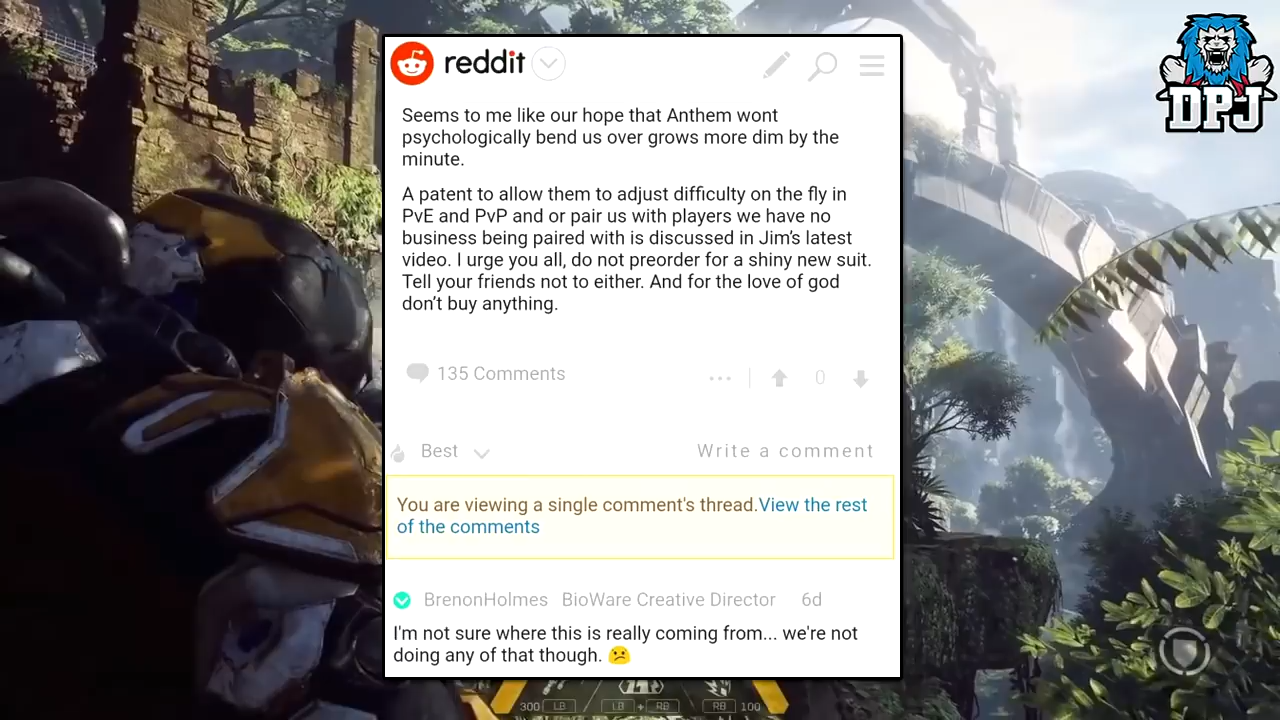 reddit
DPJ
Seems to me like our hope that Anthem wont
psychologically bend us over grows more dim by the
minute.
A patent to allow them to adjust difficulty on the fly in
PvE and PvP and or pair us with players we have no
business being paired with is discussed in Jim’s latest
video. I urge you all, do not preorder for a shiny new suit.
Tell your friends not to either. And for the love of god
don’t buy anything.
135 Comments
0
Best
Write a comment
You are viewing a single comment's thread.View the rest
of the comments
BrenonHolmes BioWare Creative Director 6d
I'm not sure where this is really coming from... we're not
doing any of that though.
300 LB LB + RB RB 100